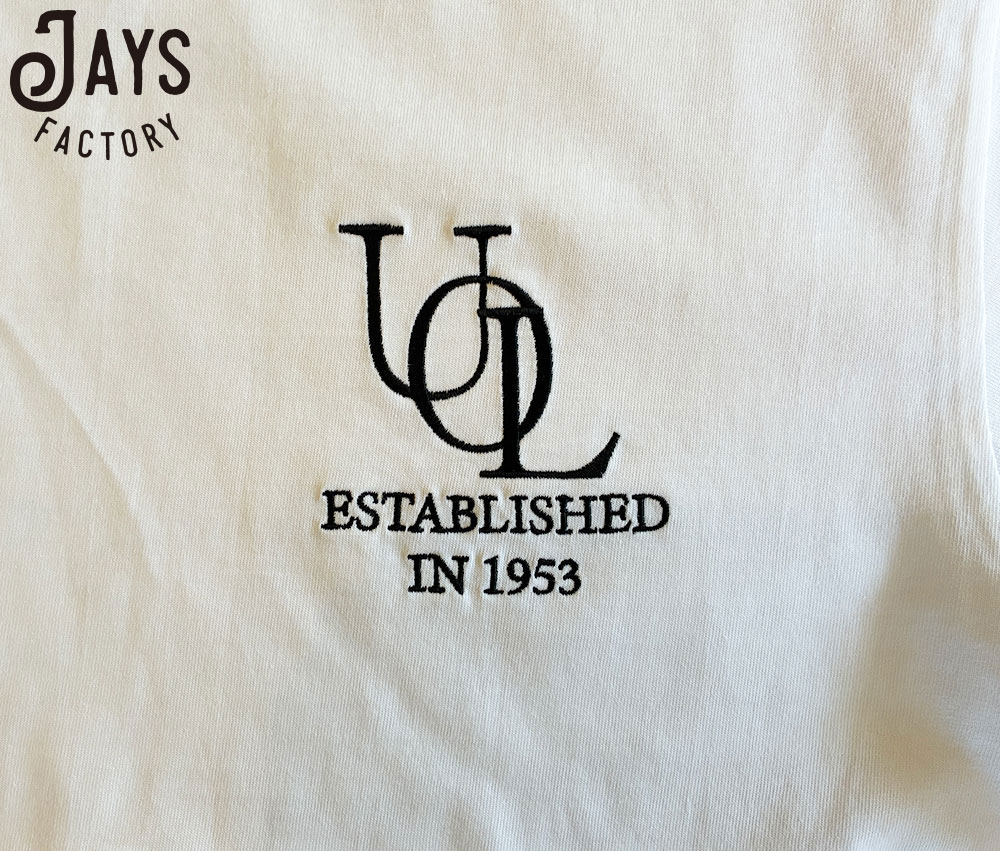 JAYS
FACTORY
UOL
ESTABLISHED
IN 1953